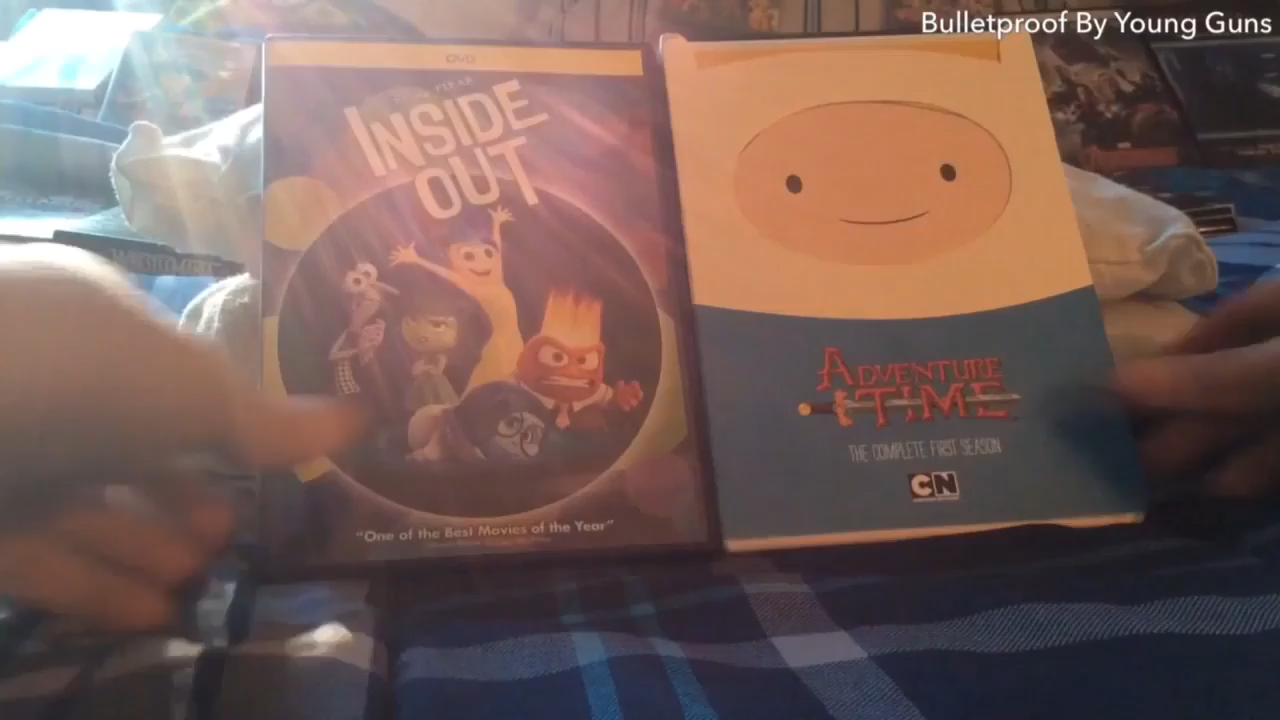 Bulletproof By Young Guns
DVD
PIXAR
INSIDE
OUT
"One of the Best Movies of the Year"
ADVENTURE
TIME
THE COMPLETE FIRST SEASON
CN